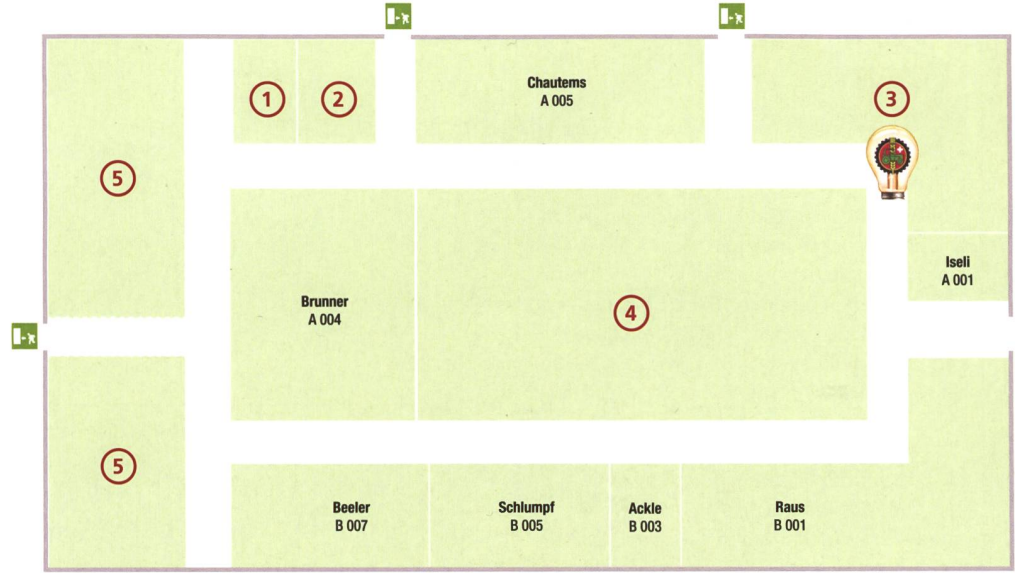 1
2
Chautems
A 005
3
5
Iseli
A 001
Brunner
A 004
4
5
Beeler
B 007
Schlumpf
B 005
Ackle
B 003
Raus
B 001